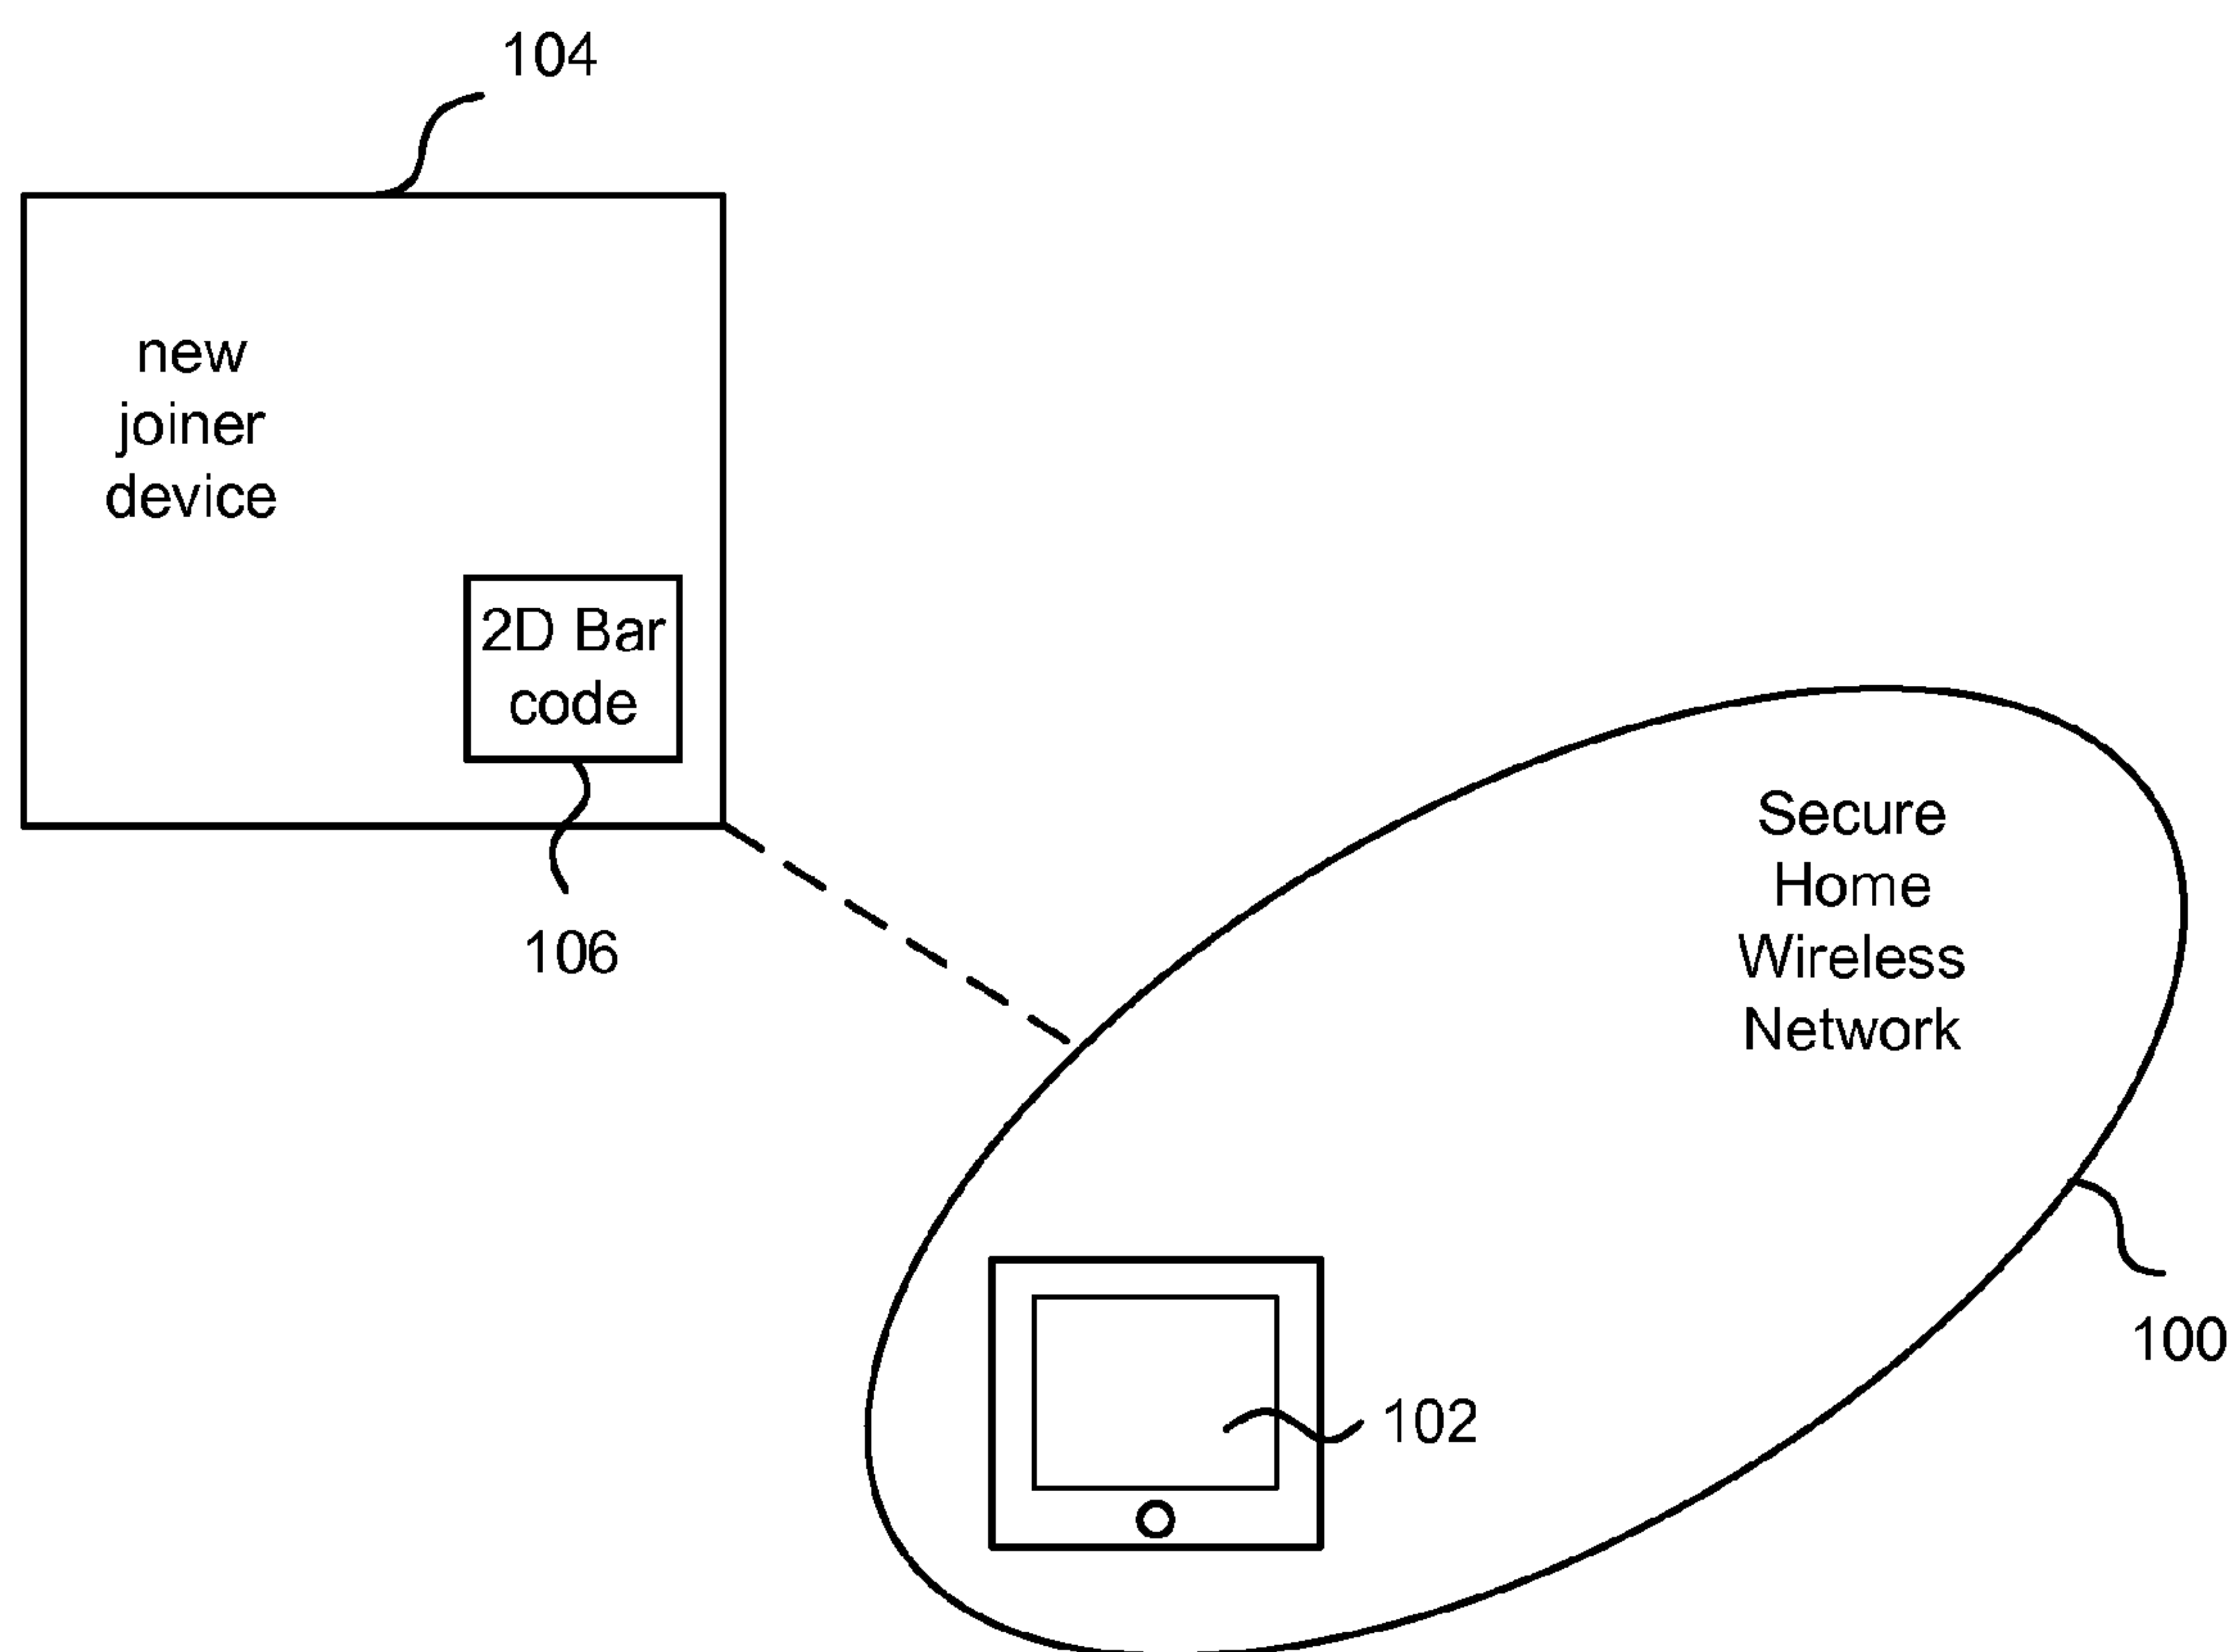 104
new
joiner
device
2D Bar
code
106
Secure
Home
Wireless
Network
100
102